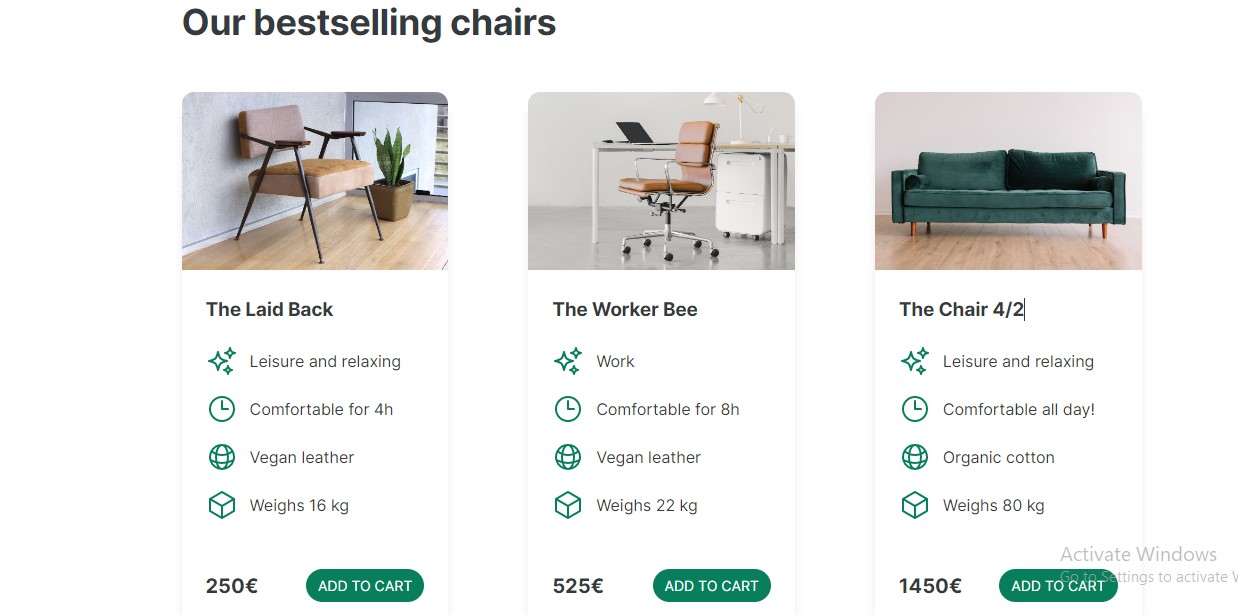 Our bestselling chairs
The Laid Back
Leisure and relaxing
Comfortable for 4h
Vegan leather
Weighs 16 kg
250€
ADD TO CART
The Worker Bee
Work
Comfortable for 8h
Vegan leather
Weighs 22 kg
525€
ADD TO CART
The Chair 4/2
Leisure and relaxing
Comfortable all day!
Organic cotton
Weighs 80 kg
1450€
ADD TO CART
Activate Windows
Go to Settings to activate W